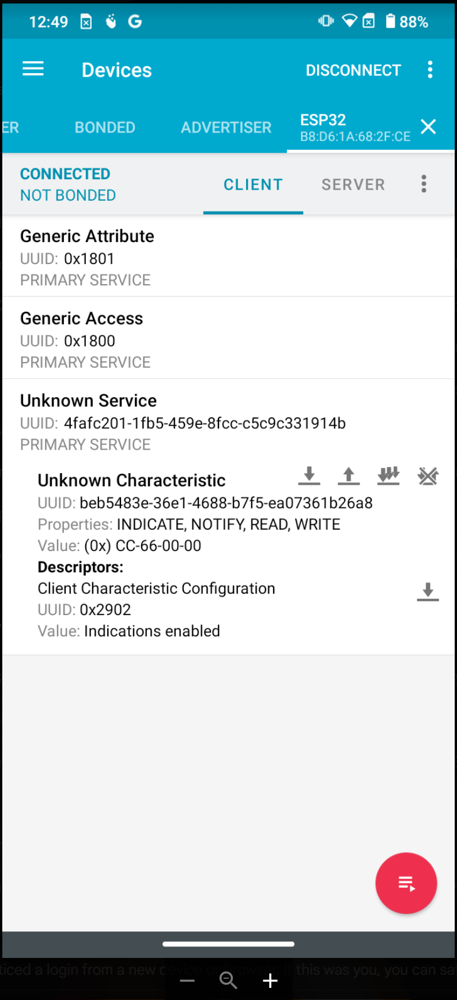 12:49 G 88%
Devices DISCONNECT
ER BONDED ADVERTISER ESP32
B8:D6:1A:68:2F:CE
CONNECTED
NOT BONDED
CLIENT SERVER
Generic Attribute
UUID: 0x1801
PRIMARY SERVICE
Generic Access
UUID: 0x1800
PRIMARY SERVICE
Unknown Service
UUID: 4fafc201-1fb5-459e-8fcc-c5c9c331914b
PRIMARY SERVICE
Unknown Characteristic
UUID: beb5483e-36e1-4688-b7f5-ea07361b26a8
Properties: INDICATE, NOTIFY, READ, WRITE
Value: (0x) CC-66-00-00
Descriptors:
Client Characteristic Configuration
UUID: 0x2902
Value: Indications enabled
ticed a login from a new device or browser. If this was you, you can sa